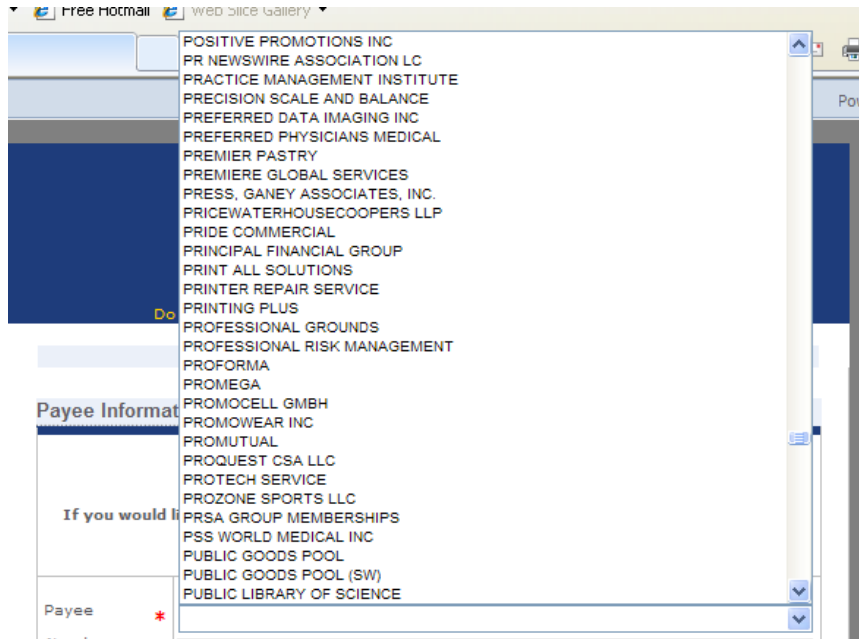 Free Hotmail Web Slice Gallery
POSITIVE PROMOTIONS INC
PR NEWSWIRE ASSOCIATION LC
PRACTICE MANAGEMENT INSTITUTE
PRECISION SCALE AND BALANCE
PREFERRED DATA IMAGING INC
Pow
PREFERRED PHYSICIANS MEDICAL
PREMIER PASTRY
PREMIERE GLOBAL SERVICES
PRESS, GANEY ASSOCIATES, INC.
PRICEWATERHOUSECOOPERS LLP
PRIDE COMMERCIAL
PRINCIPAL FINANCIAL GROUP
PRINT ALL SOLUTIONS
PRINTER REPAIR SERVICE
Do
PRINTING PLUS
PROFESSIONAL GROUNDS
PROFESSIONAL RISK MANAGEMENT
PROFORMA
PROMEGA
Payee Informat
PROMOCELL GMBH
PROMOWEAR INC
PROMUTUAL
PROQUEST CSA LLC
PROTECH SERVICE
PROZONE SPORTS LLC
If you would li
PRSA GROUP MEMBERSHIPS
PSS WORLD MEDICAL INC
PUBLIC GOODS POOL
PUBLIC GOODS POOL (SW)
PUBLIC LIBRARY OF SCIENCE
Payee *